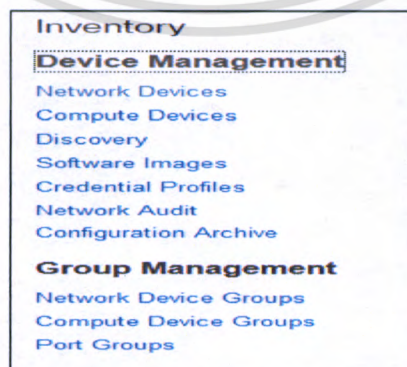 Inventory
Device Management
Network Devices
Compute Devices
Discovery
Software Images
Credential Profiles
Network Audit
Configuration Archive
Group Management
Network Device Groups
Compute Device Groups
Port Groups